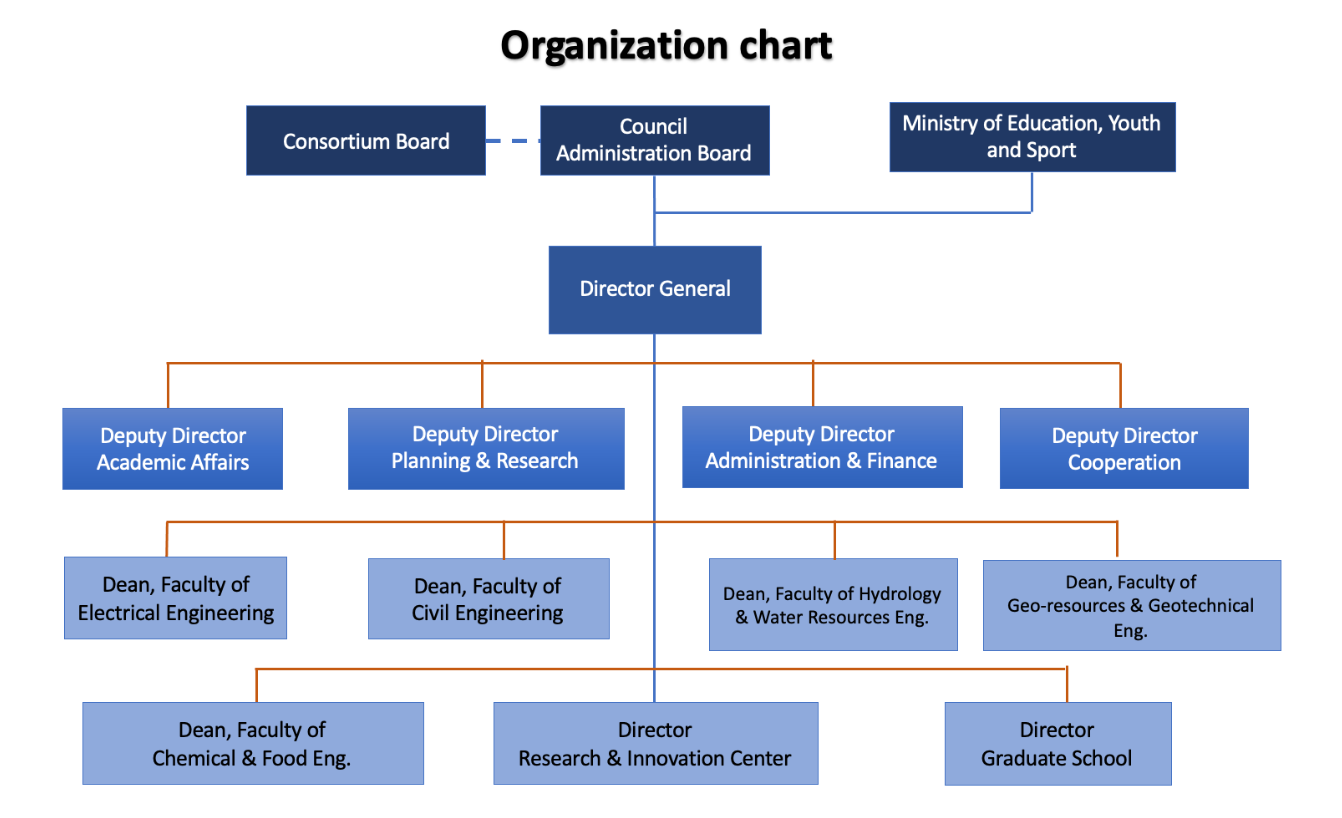 Organization chart
Consortium Board
Council
Administration Board
Ministry of Education, Youth
and Sport
Director General
Deputy Director
Academic Affairs
Deputy Director
Planning & Research
Deputy Director
Administration & Finance
Deputy Director
Cooperation
Dean, Faculty of
Electrical Engineering
Dean, Faculty of
Civil Engineering
Dean, Faculty of Hydrology
& Water Resources Eng.
Dean, Faculty of
Geo-resources & Geotechnical
Eng.
Dean, Faculty of
Chemical & Food Eng.
Director
Research & Innovation Center
Director
Graduate School